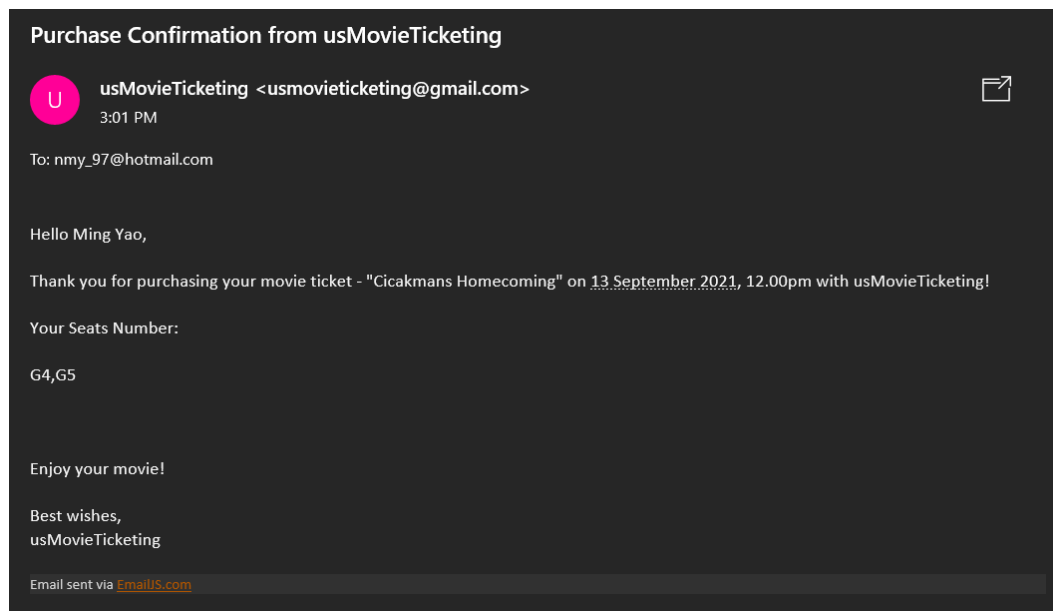 Purchase Confirmation from usMovieTicketing
U
usMovieTicketing <usmovieticketing@gmail.com>
3:01 PM
To: nmy_97@hotmail.com
Hello Ming Yao,
Thank you for purchasing your movie ticket - "Cicakmans Homecoming" on 13 September 2021, 12.00pm with usMovieTicketing!
Your Seats Number:
G4,G5
Enjoy your movie!
Best wishes,
usMovieTicketing
Email sent via EmailJS.com